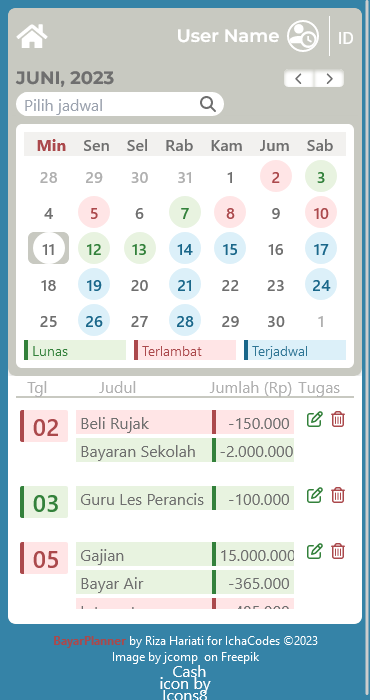 User Name
ID
JUNI, 2023
Pilih jadwal
Min Sen Sel Rab Kam Jum Sab
28 29 30 31 1 2 3
4 5 6 7 8 9 10
11 12 13 14 15 16 17
18 19 20 21 22 23 24
25 26 27 28 29 30 1
Lunas Terlambat Terjadwal
Tgl Judul Jumlah (Rp) Tugas
02 Beli Rujak -150.000
Bayaran Sekolah -2.000.000
03 Guru Les Perancis -100.000
05 Gajian 15.000.000
Bayar Air -365.000
BayarPlanner by Riza Hariati for IchaCodes ©2023
Image by jcomp on Freepik
Cash
icon by
Icons8